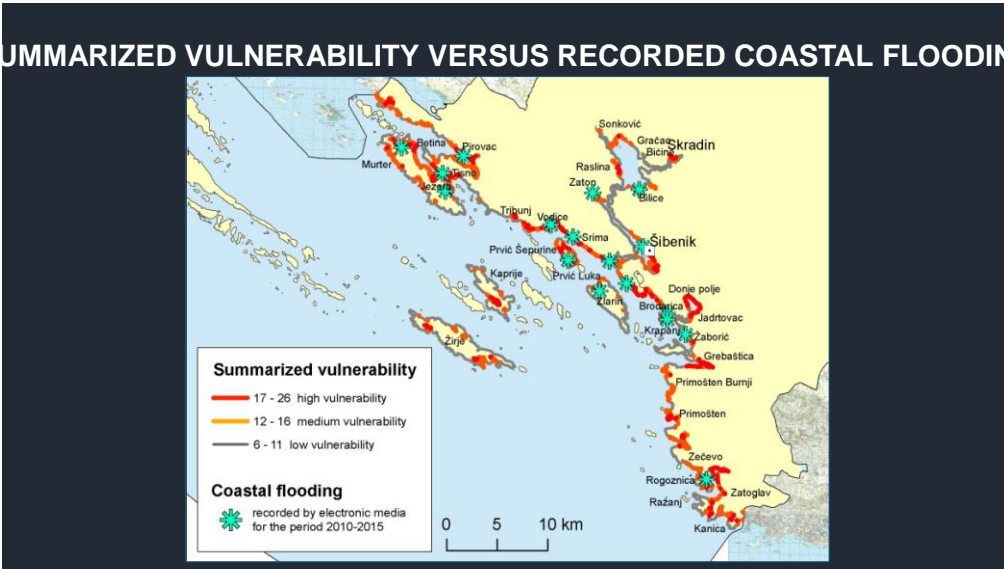 UMMARIZED VULNERABILITY VERSUS RECORDED COASTAL FLOODIN
Sonković
Gračac
Skradin
Bićine
Betina
Pirovac
Murter
Raslina
Tisno
Zaton
Jezera
Bilice
Tribunj
Vodice
Srima
Šibenik
Prvić Šepurine
Kaprije
Prvić Luka
Donje polje
Zlarin
Brodarica
Jadrtovac
Krapanj
Žaborić
Žirje
Grebaštica
Primošten Burnji
Primošten
Zečevo
Rogoznica
Zatoglav
Ražanj
Kanica
Summarized vulnerability
17 - 26 high vulnerability
12 - 16 medium vulnerability
6 - 11 low vulnerability
Coastal flooding
recorded by electronic media
for the period 2010-2015
0 5 10 km